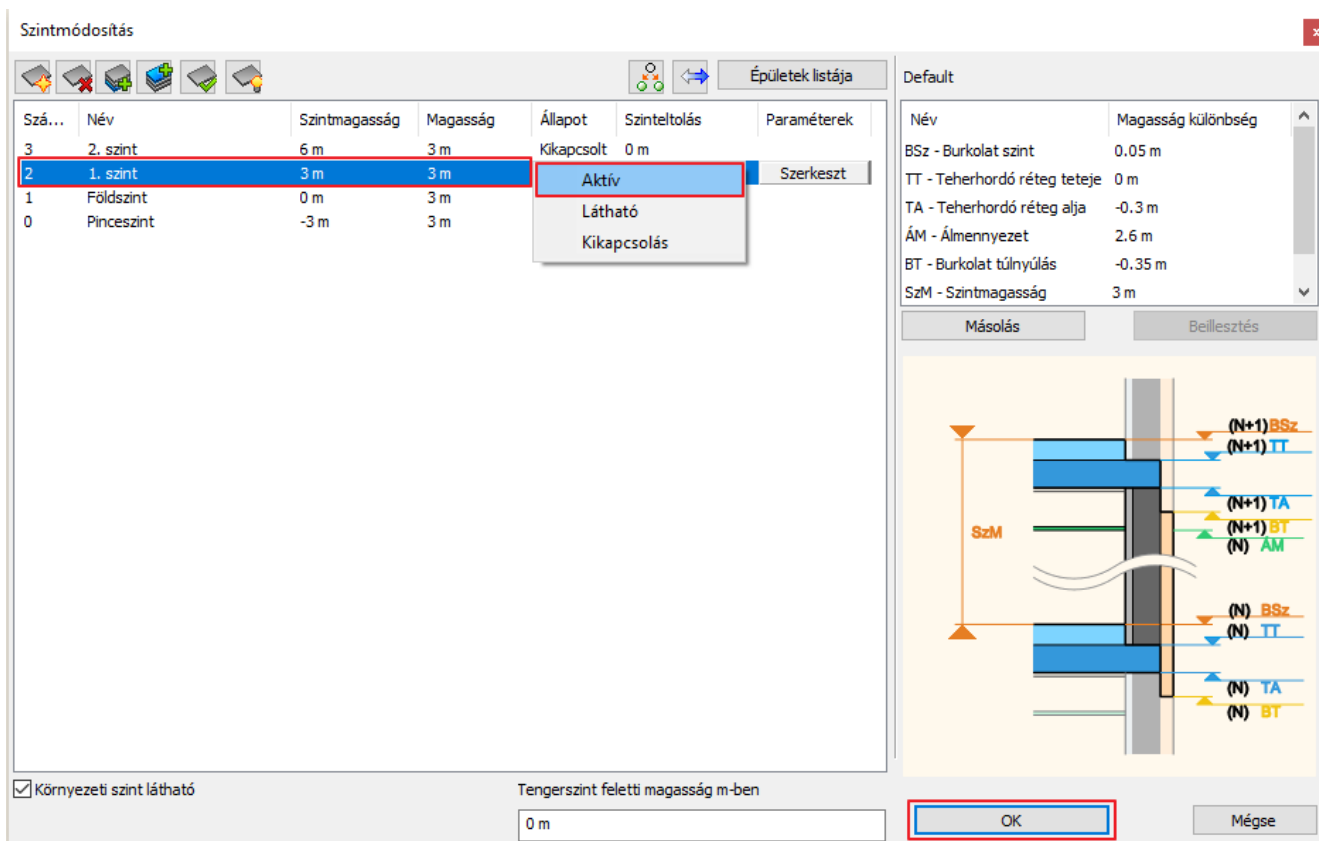 Szintmódosítás
Épületek listája
Szá... Név Szintmagasság Magasság Állapot Szinteltolás Paraméterek
3 2. szint 6 m 3 m Kikapcsolt 0 m
2 1. szint 3 m 3 m Szerkeszt
1 Földszint 0 m 3 m
0 Pinceszint -3 m 3 m
Aktív
Látható
Kikapcsolás
Default
Név Magasság különbség
BSz - Burkolat szint 0.05 m
TT - Teherhordó réteg teteje 0 m
TA - Teherhordó réteg alja -0.3 m
ÁM - Álmennyezet 2.6 m
BT - Burkolat túlnyúlás -0.35 m
SzM - Szintmagasság 3 m
Másolás Beillesztés
(N+1) BSz
(N+1) TT
(N+1) TA
(N+1) BT
(N) ÁM
SzM
(N) BSz
(N) TT
(N) TA
(N) BT
Környezeti szint látható
Tengerszint feletti magasság m-ben
0 m
OK Mégse